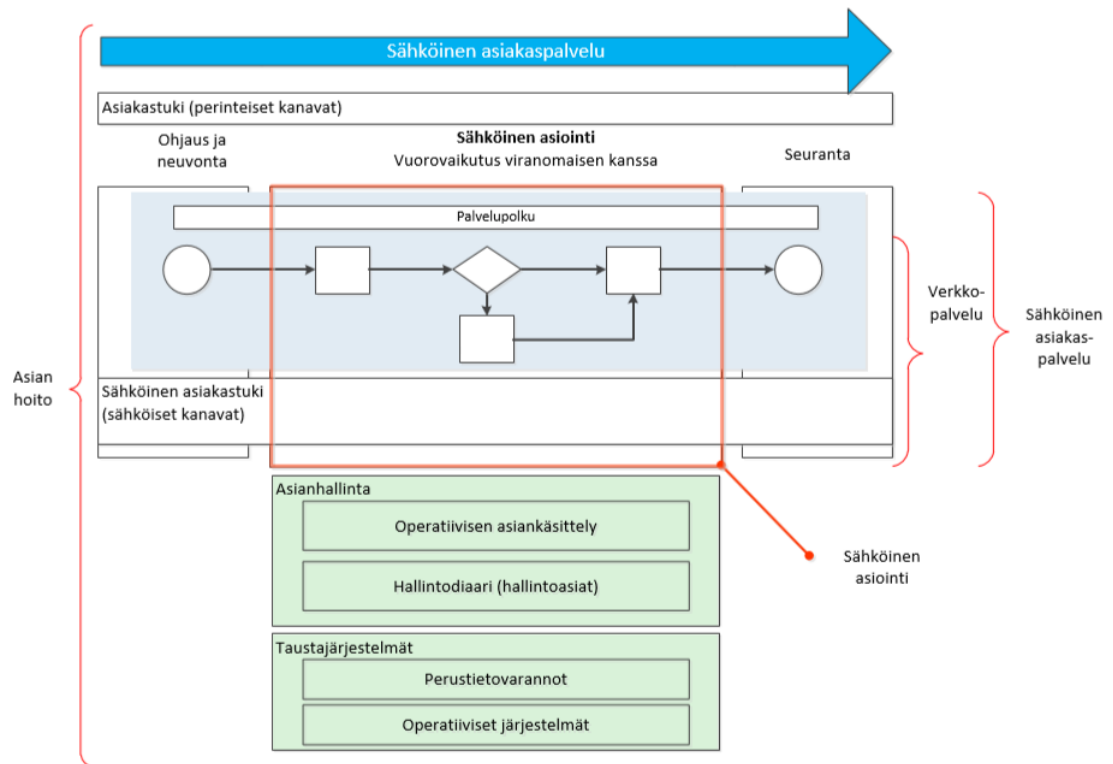 Sähköinen asiakaspalvelu
Asiakastuki (perinteiset kanavat)
Ohjaus ja
neuvonta
Sähköinen asiointi
Vuorovaikutus viranomaisen kanssa
Seuranta
Palvelupolku
Verkko-
palvelu
Sähköinen
asiakas-
palvelu
Asian
hoito
Sähköinen asiakastuki
(sähköiset kanavat)
Asianhallinta
Operatiivisen asiankäsittely
Hallintodiaari (hallintoasiat)
Sähköinen
asiointi
Taustajärjestelmät
Perustietovarannot
Operatiiviset järjestelmät